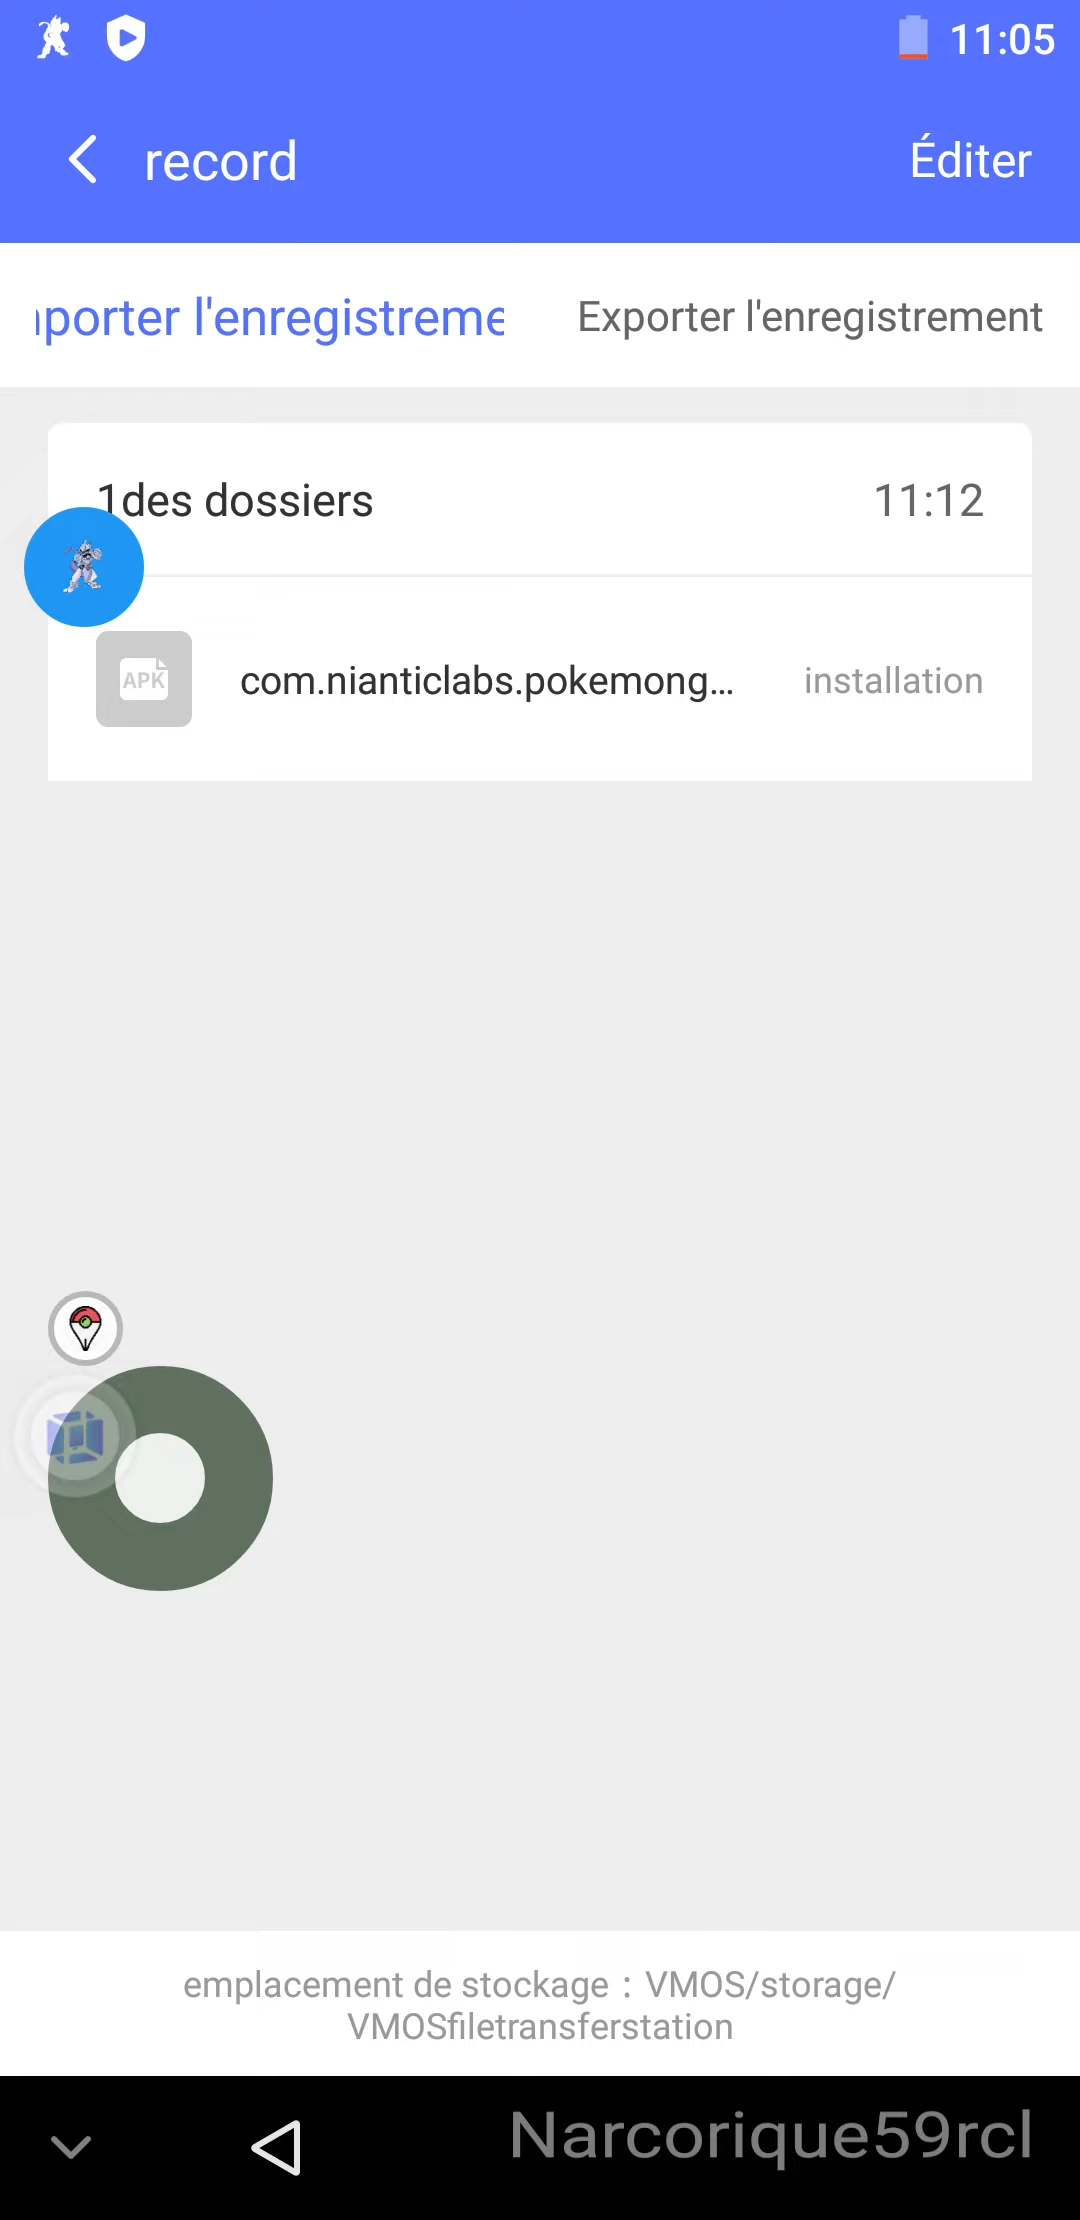 11:05
record
Éditer
porter l'enregistreme
Exporter l'enregistrement
1des dossiers
11:12
APK
com.nianticlabs.pokemong...
installation
emplacement de stockage：VMOS/storage/
VMOSfiletransferstation
Narcorique59rcl